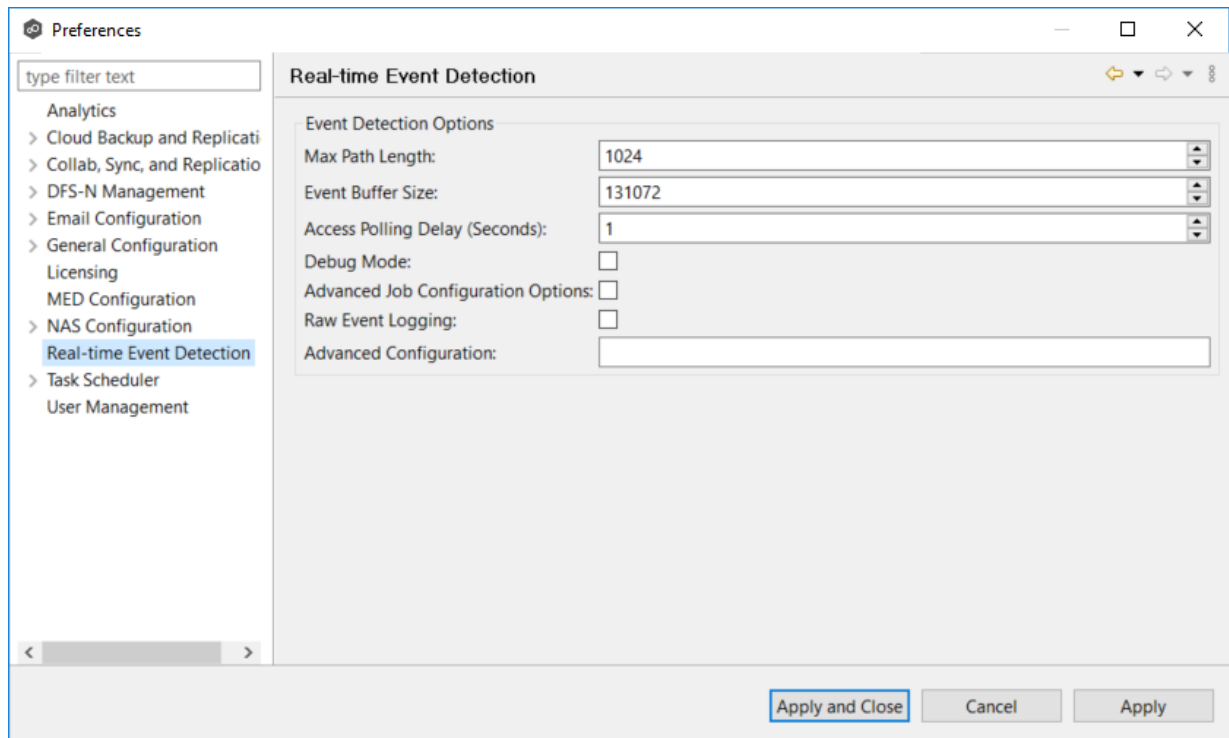 Preferences
type filter text
Analytics
Cloud Backup and Replicati
Collab, Sync, and Replicatio
DFS-N Management
Email Configuration
General Configuration
Licensing
MED Configuration
NAS Configuration
Real-time Event Detection
Task Scheduler
User Management
Real-time Event Detection
Event Detection Options
Max Path Length: 1024
Event Buffer Size: 131072
Access Polling Delay (Seconds): 1
Debug Mode:
Advanced Job Configuration Options:
Raw Event Logging:
Advanced Configuration:
Apply and Close Cancel Apply